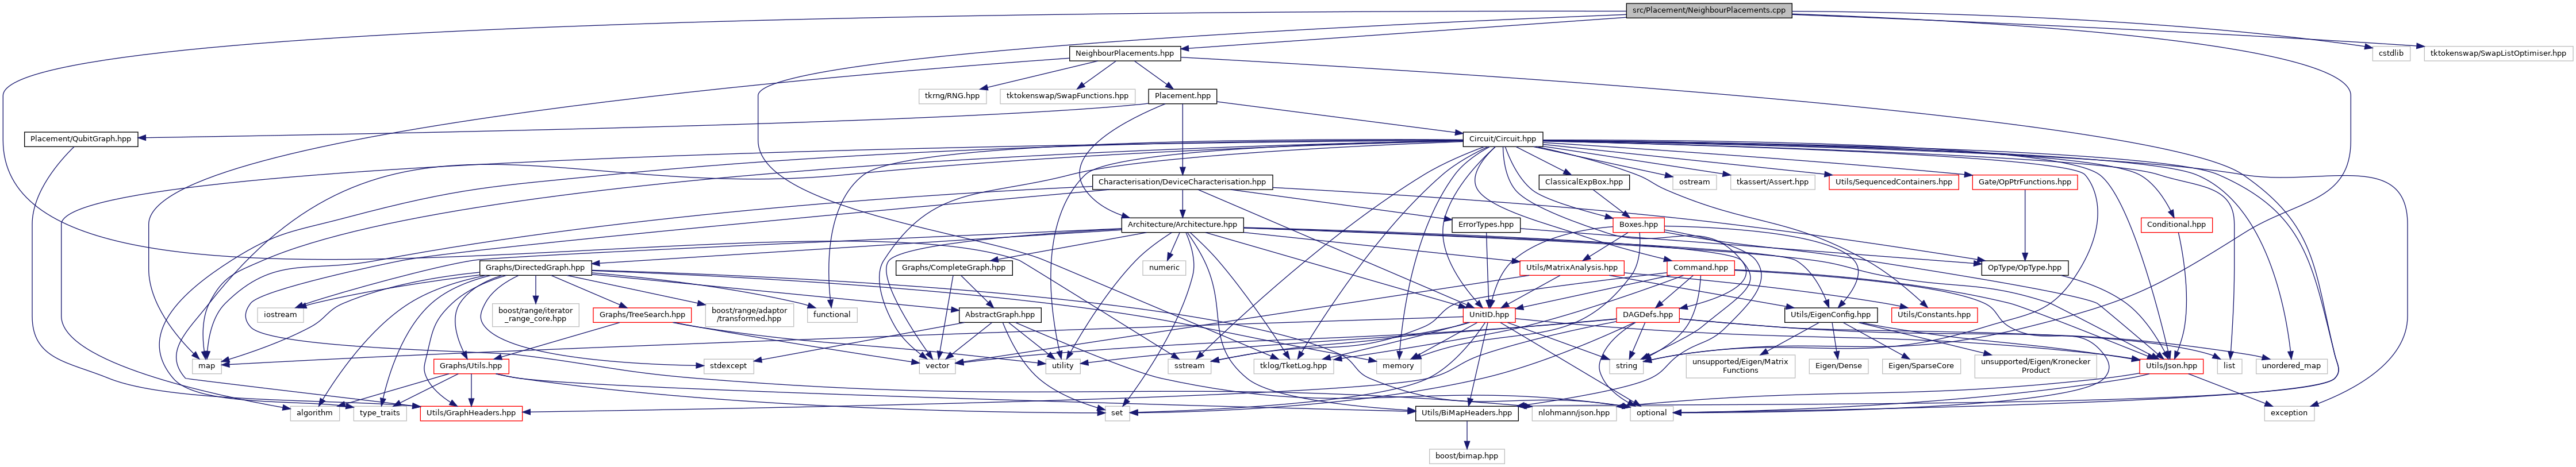 src/Placement/NeighbourPlacements.cpp
NeighbourPlacements.hpp
cstdlib
tktokenswap/SwapListOptimiser.hpp
tkrng/RNG.hpp
tktokenswap/SwapFunctions.hpp
Placement.hpp
Placement/QubitGraph.hpp
Circuit/Circuit.hpp
Characterisation/DeviceCharacterisation.hpp
ClassicalExpBox.hpp
ostream
tkassert/Assert.hpp
Utils/SequencedContainers.hpp
Gate/OpPtrFunctions.hpp
Architecture/Architecture.hpp
ErrorTypes.hpp
Boxes.hpp
Conditional.hpp
Graphs/DirectedGraph.hpp
Graphs/CompleteGraph.hpp
numeric
Utils/MatrixAnalysis.hpp
Command.hpp
OpType/OpType.hpp
iostream
boost/range/iterator
_range_core.hpp
Graphs/TreeSearch.hpp
boost/range/adaptor
/transformed.hpp
functional
AbstractGraph.hpp
UnitID.hpp
DAGDefs.hpp
Utils/EigenConfig.hpp
Utils/Constants.hpp
map
Graphs/Utils.hpp
stdexcept
vector
utility
sstream
tklog/TketLog.hpp
memory
string
unsupported/Eigen/Matrix
Functions
Eigen/Dense
Eigen/SparseCore
unsupported/Eigen/Kronecker
Product
Utils/Json.hpp
list
unordered_map
algorithm
type_traits
Utils/GraphHeaders.hpp
set
Utils/BiMapHeaders.hpp
nlohmann/json.hpp
optional
exception
boost/bimap.hpp